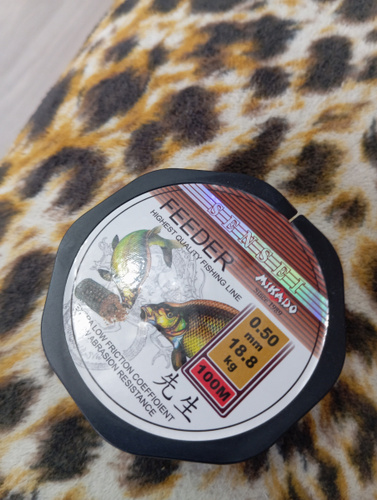 SENSEI
MIKADO
FEEDER
HIGHEST QUALITY FISHING LINE
0.50
mm
18.8
kg
100M
先生
LOW FRICTION COEFFICIENT
ABRASION RESISTANCE